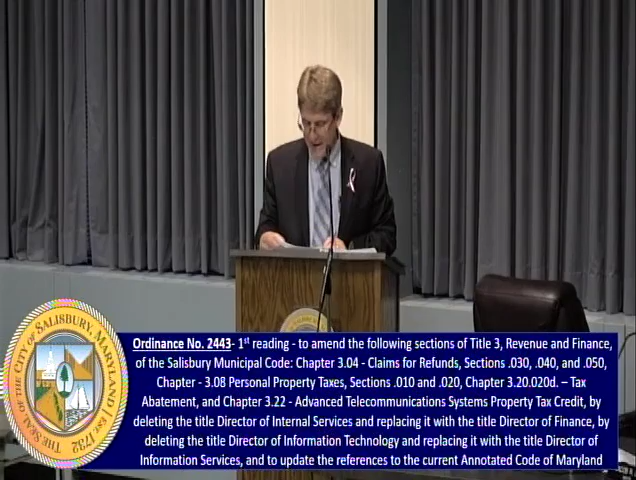 Ordinance No. 2443- 1st reading - to amend the following sections of Title 3, Revenue and Finance,
of the Salisbury Municipal Code: Chapter 3.04 - Claims for Refunds, Sections .030, .040, and .050,
Chapter - 3.08 Personal Property Taxes, Sections .010 and .020, Chapter 3.20.020d. – Tax
Abatement, and Chapter 3.22 - Advanced Telecommunications Systems Property Tax Credit, by
deleting the title Director of Internal Services and replacing it with the title Director of Finance, by
deleting the title Director of Information Technology and replacing it with the title Director of
Information Services, and to update the references to the current Annotated Code of Maryland
THE SEAL OF THE CITY OF SALISBURY, MARYLAND EST. 1732